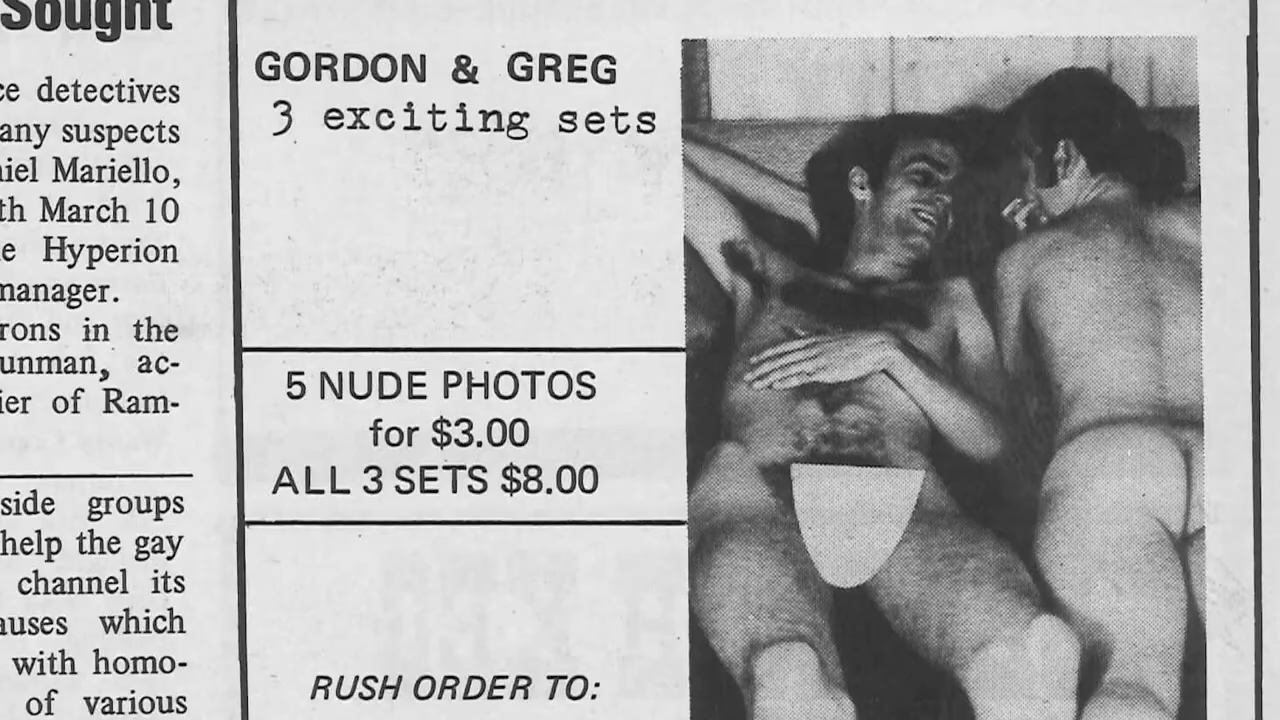 Sought
ce detectives
any suspects
niel Mariello,
th March 10
e Hyperion
manager.
rons in the
unman, ac-
ier of Ram-
side groups
help the gay
channel its
auses which
with homo-
of various
GORDON & GREG
3 exciting sets
5 NUDE PHOTOS
for $3.00
ALL 3 SETS $8.00
RUSH ORDER TO: